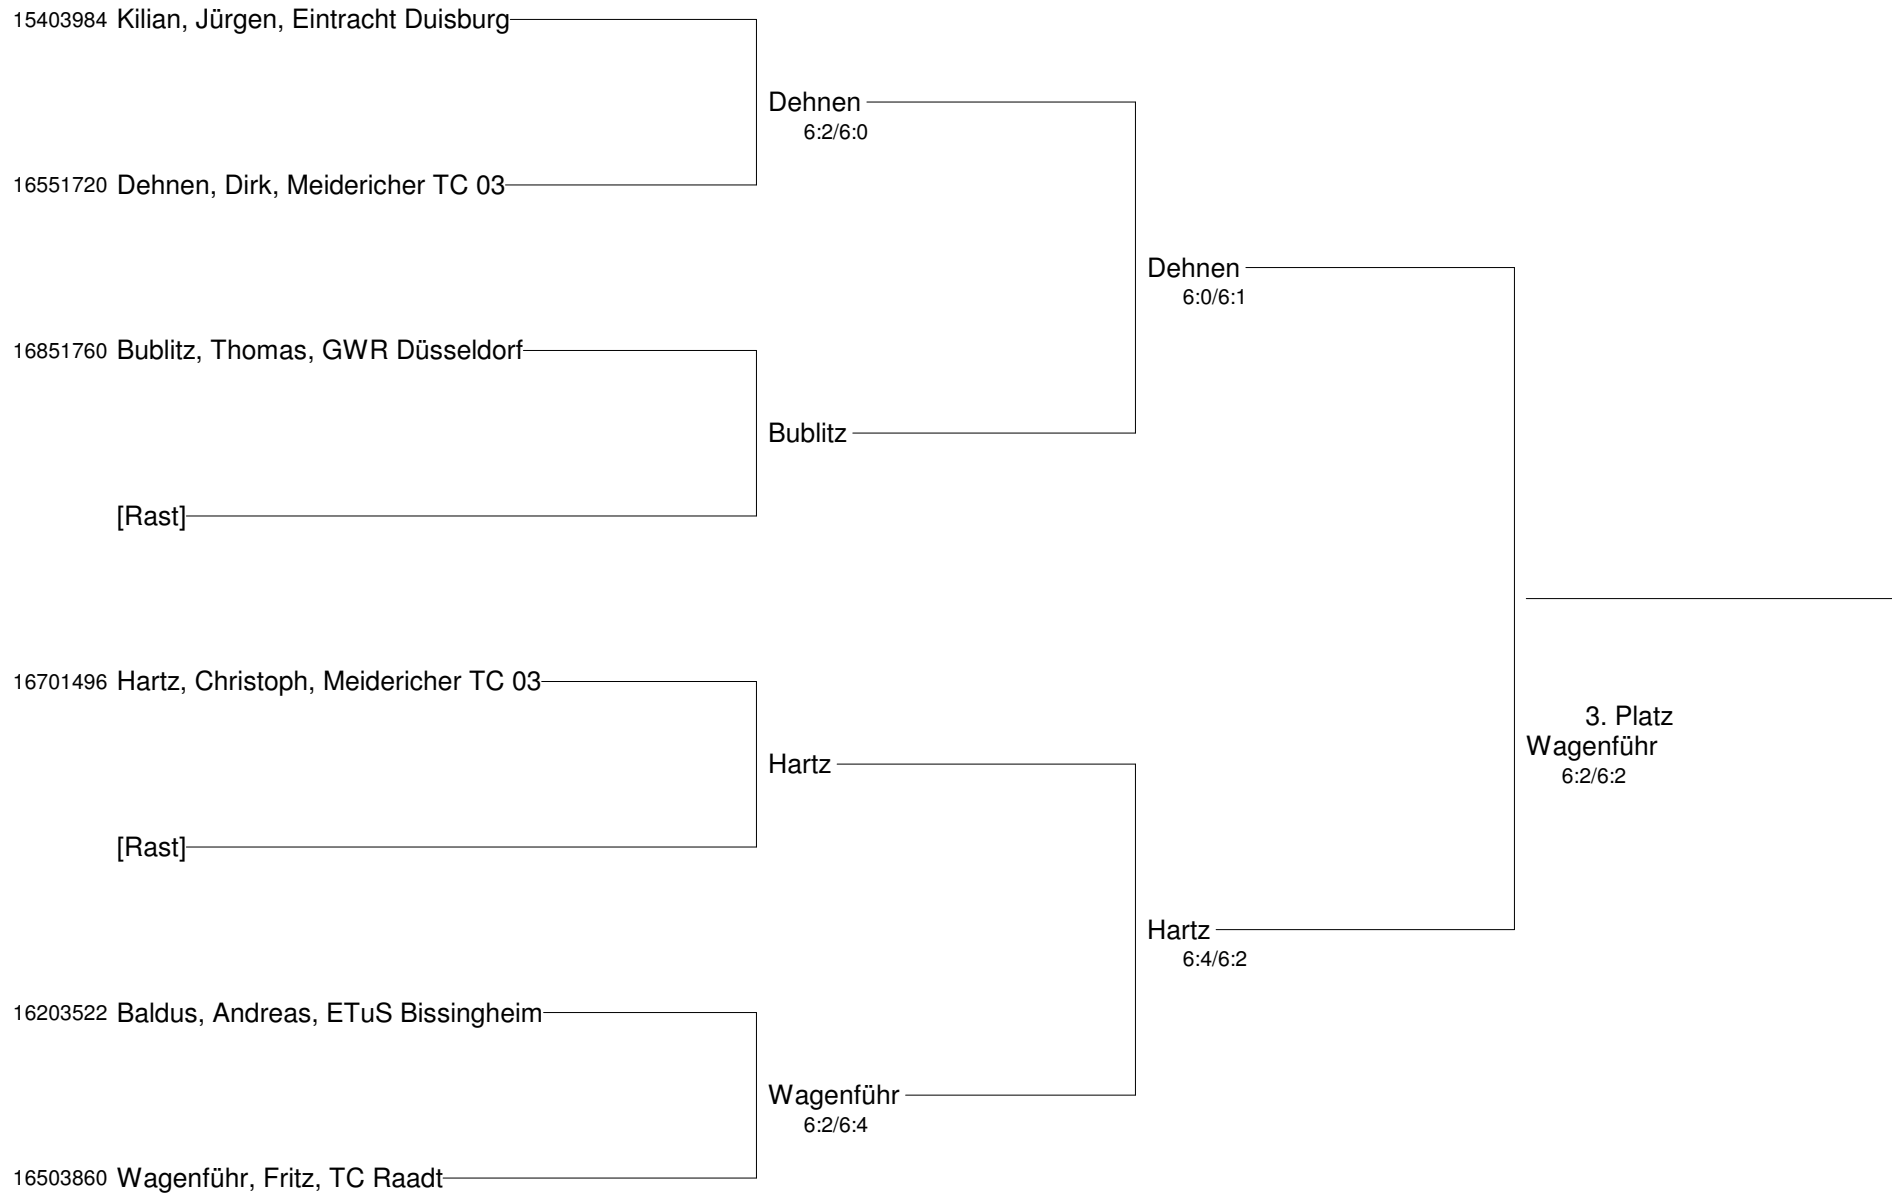 15403984 Kilian, Jürgen, Eintracht Duisburg
Dehnen
6:2/6:0
16551720 Dehnen, Dirk, Meidericher TC 03
Dehnen
6:0/6:1
16851760 Bublitz, Thomas, GWR Düsseldorf
Bublitz
[Rast]
16701496 Hartz, Christoph, Meidericher TC 03
3. Platz
Wagenführ
6:2/6:2
Hartz
[Rast]
Hartz
6:4/6:2
16203522 Baldus, Andreas, ETuS Bissingheim
Wagenführ
6:2/6:4
16503860 Wagenführ, Fritz, TC Raadt